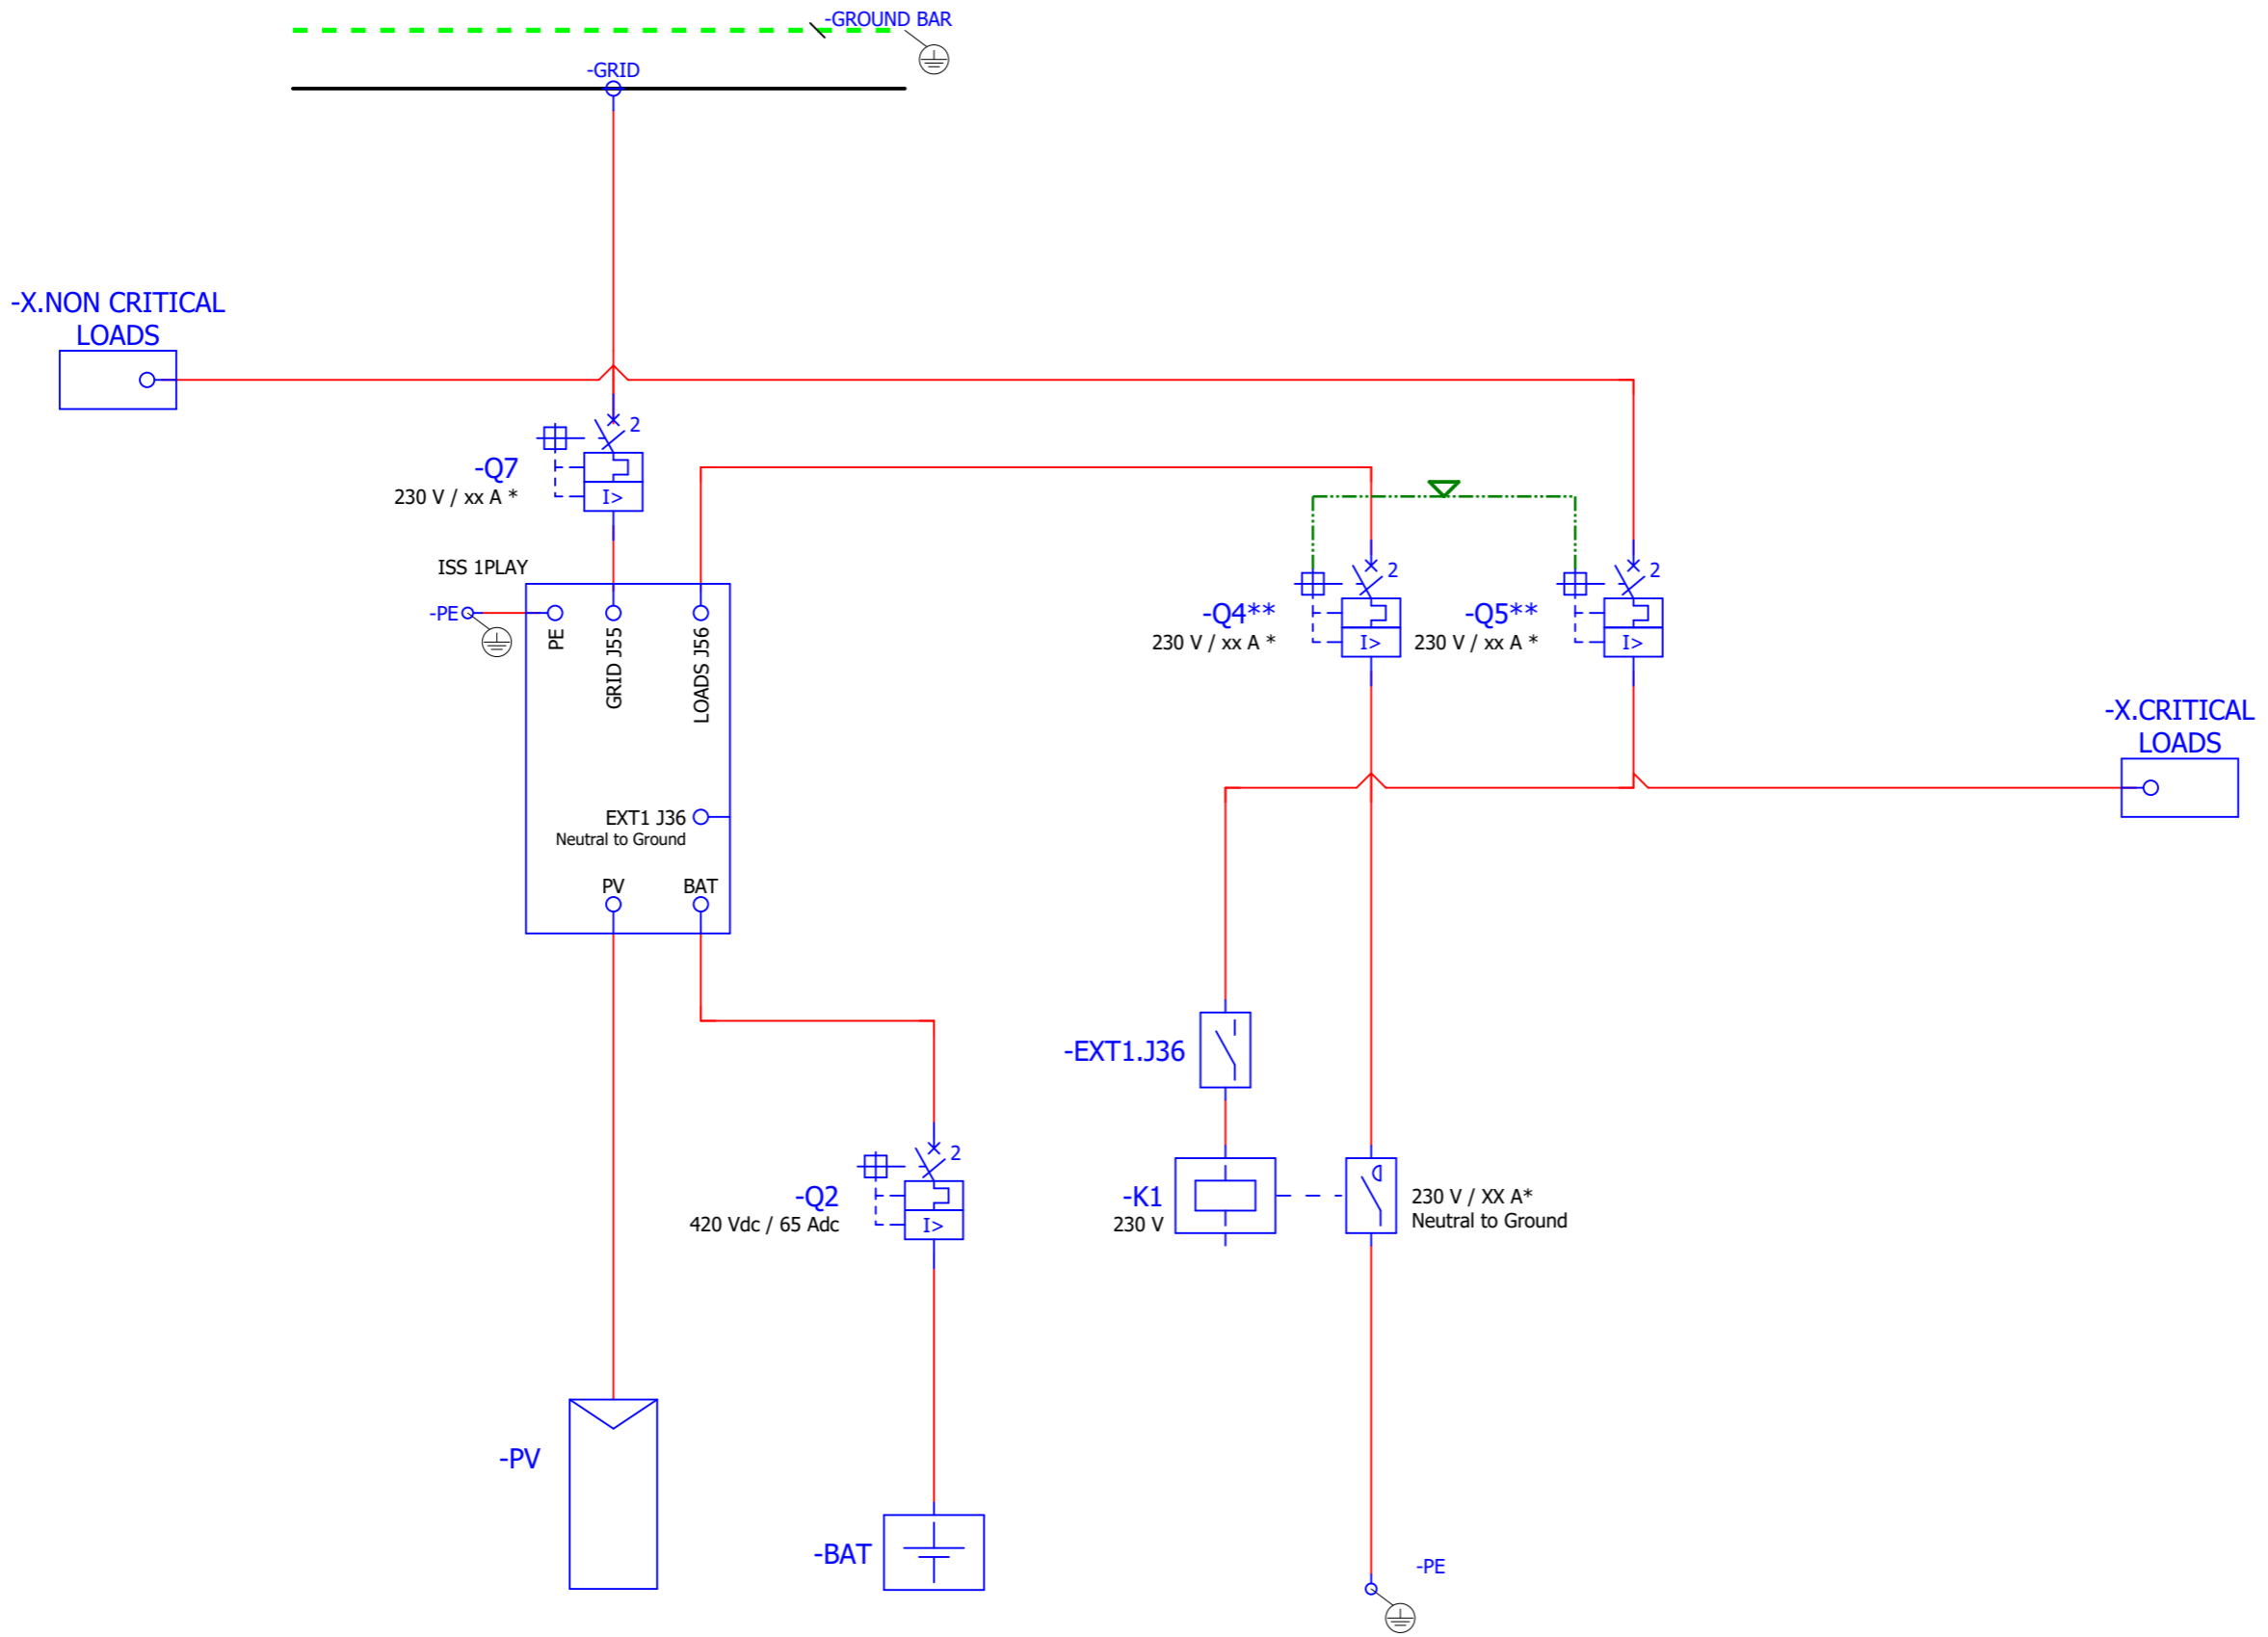 -GROUND BAR
-GRID
-X.NON CRITICAL
LOADS
2
-Q7
230 V / xx A *
I>
ISS 1PLAY
-PE
PE
GRID J55
LOADS J56
2
-Q4**
230 V / xx A *
I>
2
-Q5**
230 V / xx A *
I>
-X.CRITICAL
LOADS
EXT1 J36
Neutral to Ground
PV
BAT
-EXT1.J36
2
-Q2
420 Vdc / 65 Adc
I>
-K1
230 V
230 V / XX A*
Neutral to Ground
-PV
-BAT
-PE